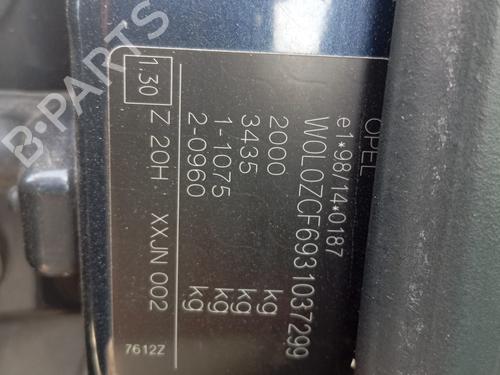 OPEL
e1*98/14*0187
W0L0ZCF6931037299
2000 kg
3435 kg
1-1075 kg
2-0960 kg
1.30 Z 20H XXJN 002
7612Z
B-PARTS